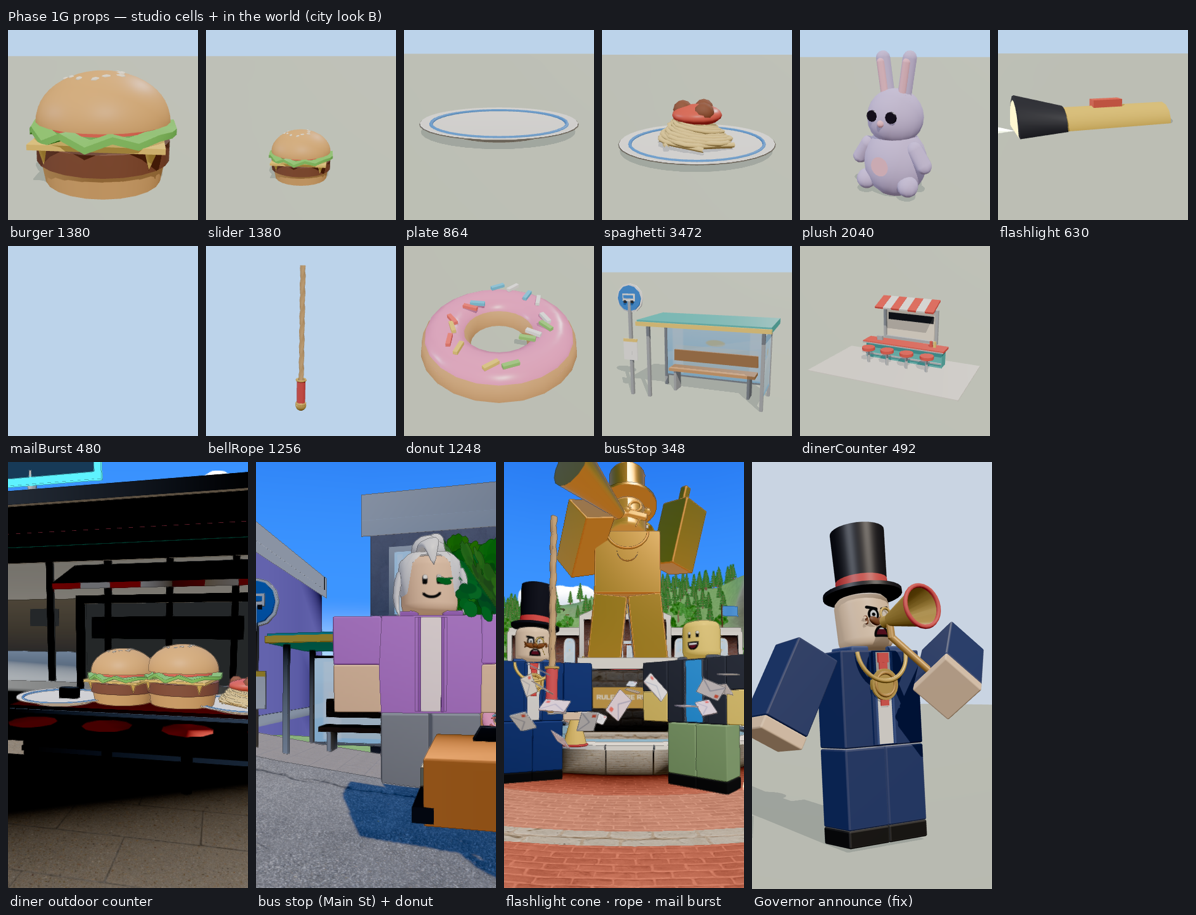 Phase 1G props — studio cells + in the world (city look B)
burger 1380
slider 1380
plate 864
spaghetti 3472
plush 2040
flashlight 630
mailBurst 480
bellRope 1256
donut 1248
busStop 348
dinerCounter 492
diner outdoor counter
bus stop (Main St) + donut
flashlight cone · rope · mail burst
Governor announce (fix)